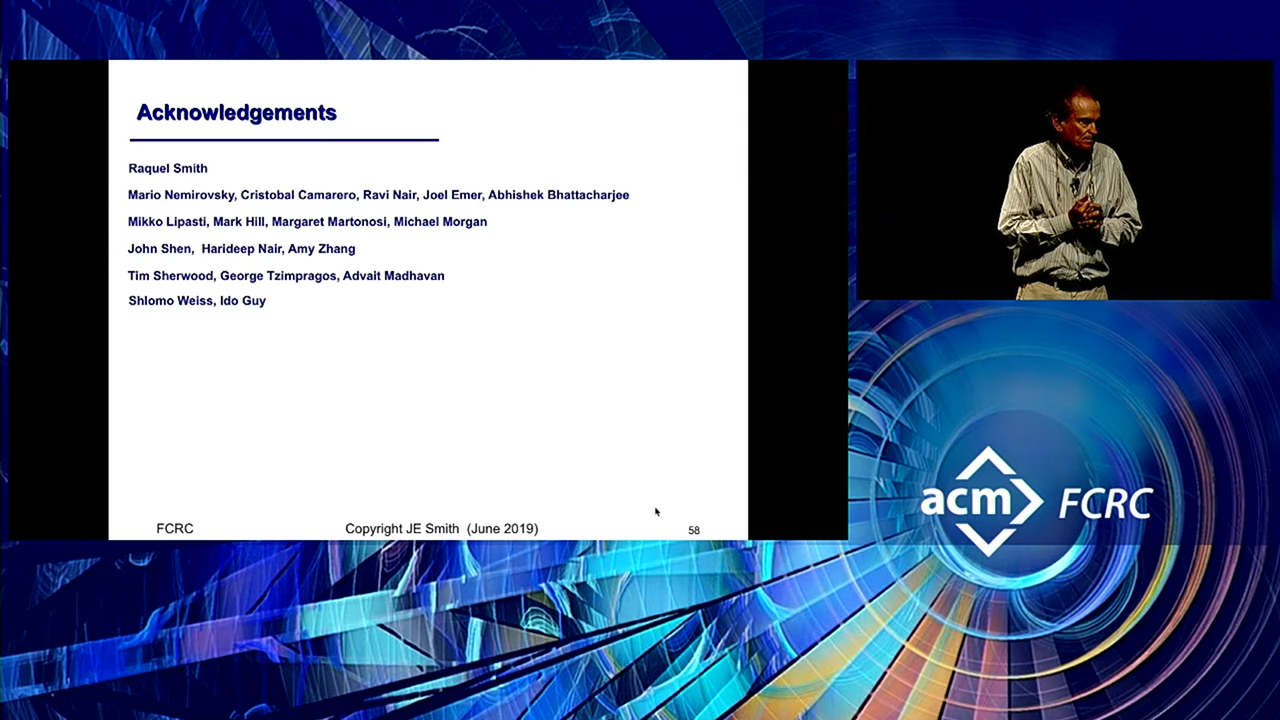 Acknowledgements
Raquel Smith
Mario Nemirovsky, Cristobal Camarero, Ravi Nair, Joel Emer, Abhishek Bhattacharjee
Mikko Lipasti, Mark Hill, Margaret Martonosi, Michael Morgan
John Shen,  Harideep Nair, Amy Zhang
Tim Sherwood, George Tzimpragos, Advait Madhavan
Shlomo Weiss, Ido Guy
FCRC
Copyright JE Smith  (June 2019)
58
acm FCRC